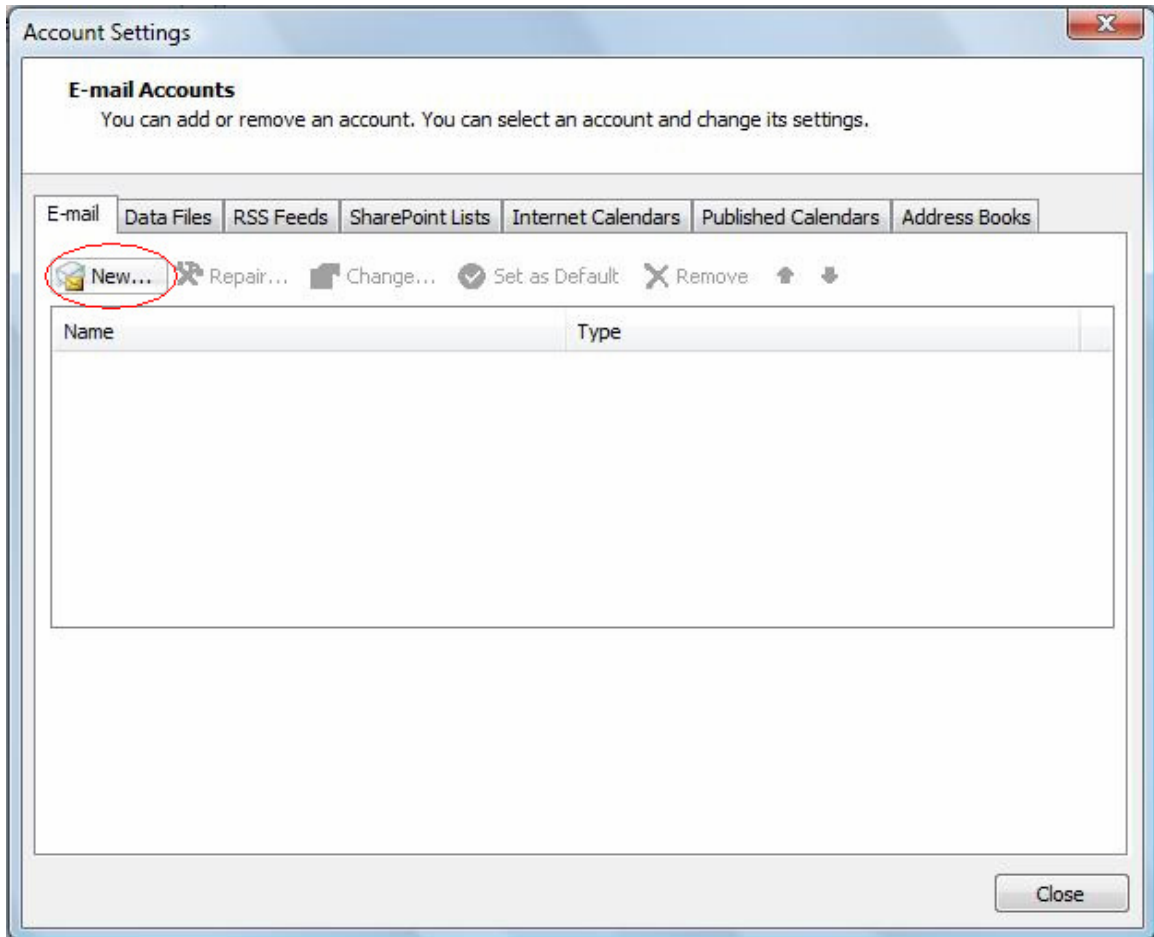 Account Settings
E-mail Accounts
You can add or remove an account. You can select an account and change its settings.
E-mail Data Files RSS Feeds SharePoint Lists Internet Calendars Published Calendars Address Books
New... Repair... Change... Set as Default Remove
Name Type
Close